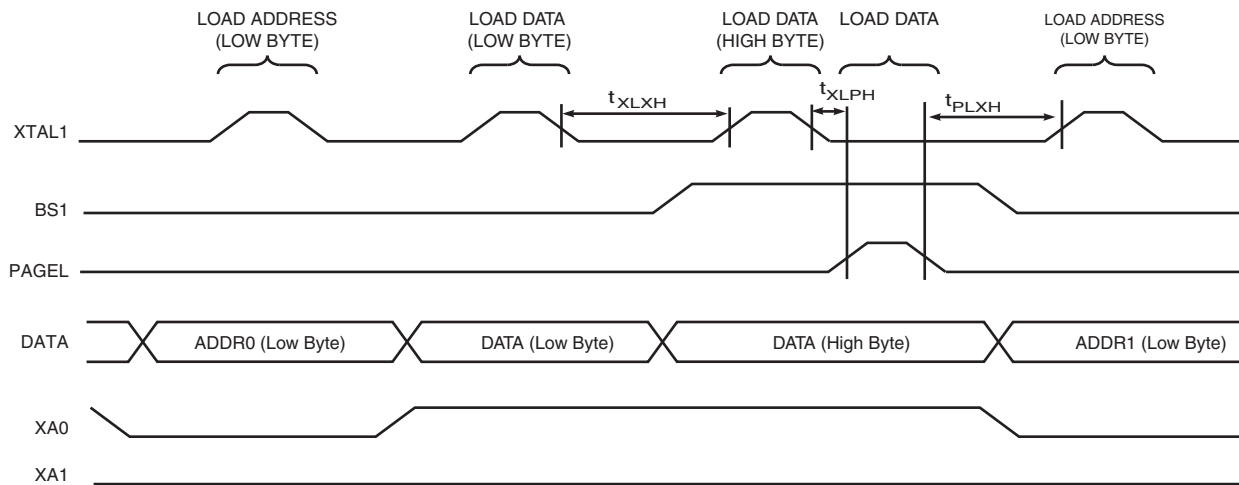 LOAD ADDRESS
(LOW BYTE)
LOAD DATA
(LOW BYTE)
LOAD DATA
(HIGH BYTE)
LOAD DATA
LOAD ADDRESS
(LOW BYTE)
tXLXH
tXLPH
tPLXH
XTAL1
BS1
PAGEL
DATA
ADDR0 (Low Byte)
DATA (Low Byte)
DATA (High Byte)
ADDR1 (Low Byte)
XA0
XA1